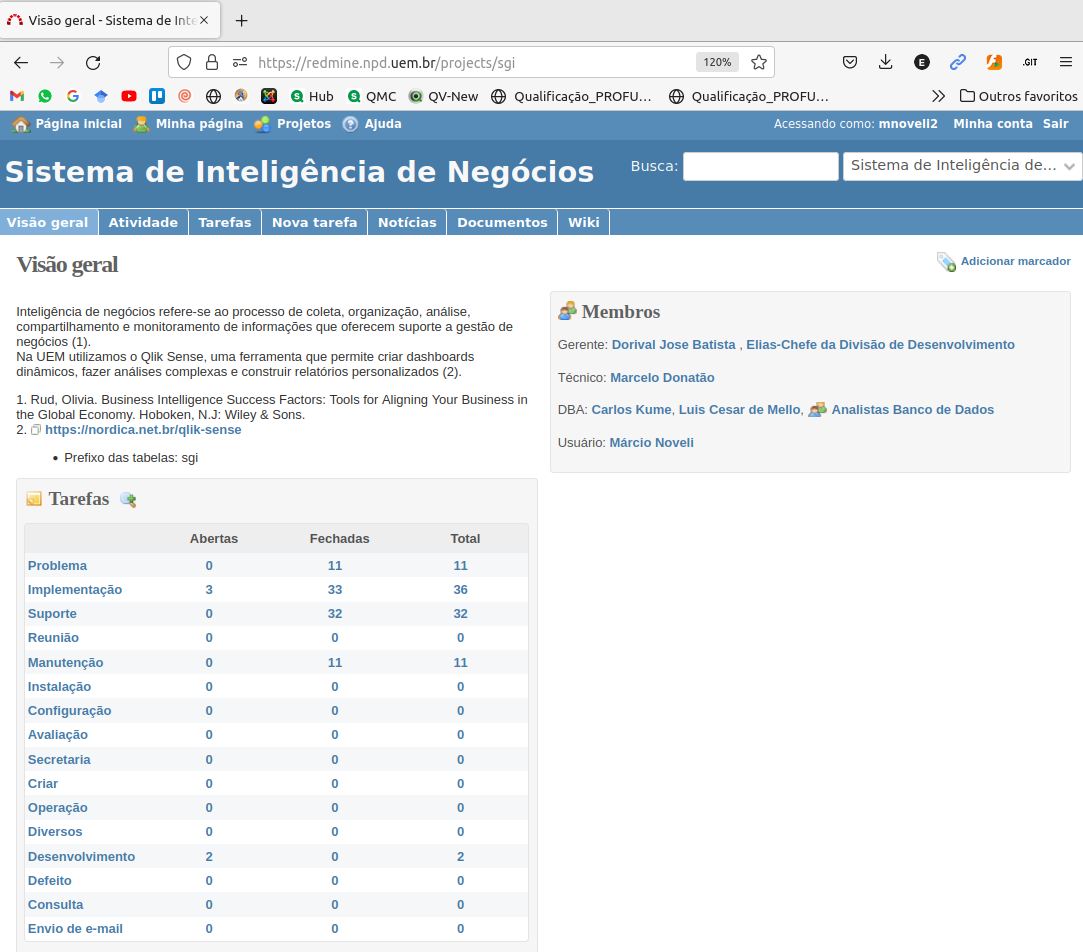 Visão geral - Sistema de Inte
https://redmine.npd.uem.br/projects/sgi
120%
E
.GIT
Hub
QMC
QV-New
Qualificação_PROFU…
Qualificação_PROFU…
Outros favoritos
Página inicial Minha página Projetos Ajuda
Acessando como: mnoveli2 Minha conta Sair
Sistema de Inteligência de Negócios
Busca:
Sistema de Inteligência de...
Visão geral Atividade Tarefas Nova tarefa Notícias Documentos Wiki
Visão geral
Adicionar marcador
Inteligência de negócios refere-se ao processo de coleta, organização, análise,
compartilhamento e monitoramento de informações que oferecem suporte a gestão de
negócios (1).
Na UEM utilizamos o Qlik Sense, uma ferramenta que permite criar dashboards
dinâmicos, fazer análises complexas e construir relatórios personalizados (2).
1. Rud, Olivia. Business Intelligence Success Factors: Tools for Aligning Your Business in
the Global Economy. Hoboken, N.J: Wiley & Sons.
2. https://nordica.net.br/qlik-sense
• Prefixo das tabelas: sgi
Membros
Gerente: Dorival Jose Batista , Elias-Chefe da Divisão de Desenvolvimento
Técnico: Marcelo Donatão
DBA: Carlos Kume, Luis Cesar de Mello, Analistas Banco de Dados
Usuário: Márcio Noveli
Tarefas
Abertas Fechadas Total
Problema 0 11 11
Implementação 3 33 36
Suporte 0 32 32
Reunião 0 0 0
Manutenção 0 11 11
Instalação 0 0 0
Configuração 0 0 0
Avaliação 0 0 0
Secretaria 0 0 0
Criar 0 0 0
Operação 0 0 0
Diversos 0 0 0
Desenvolvimento 2 0 2
Defeito 0 0 0
Consulta 0 0 0
Envio de e-mail 0 0 0